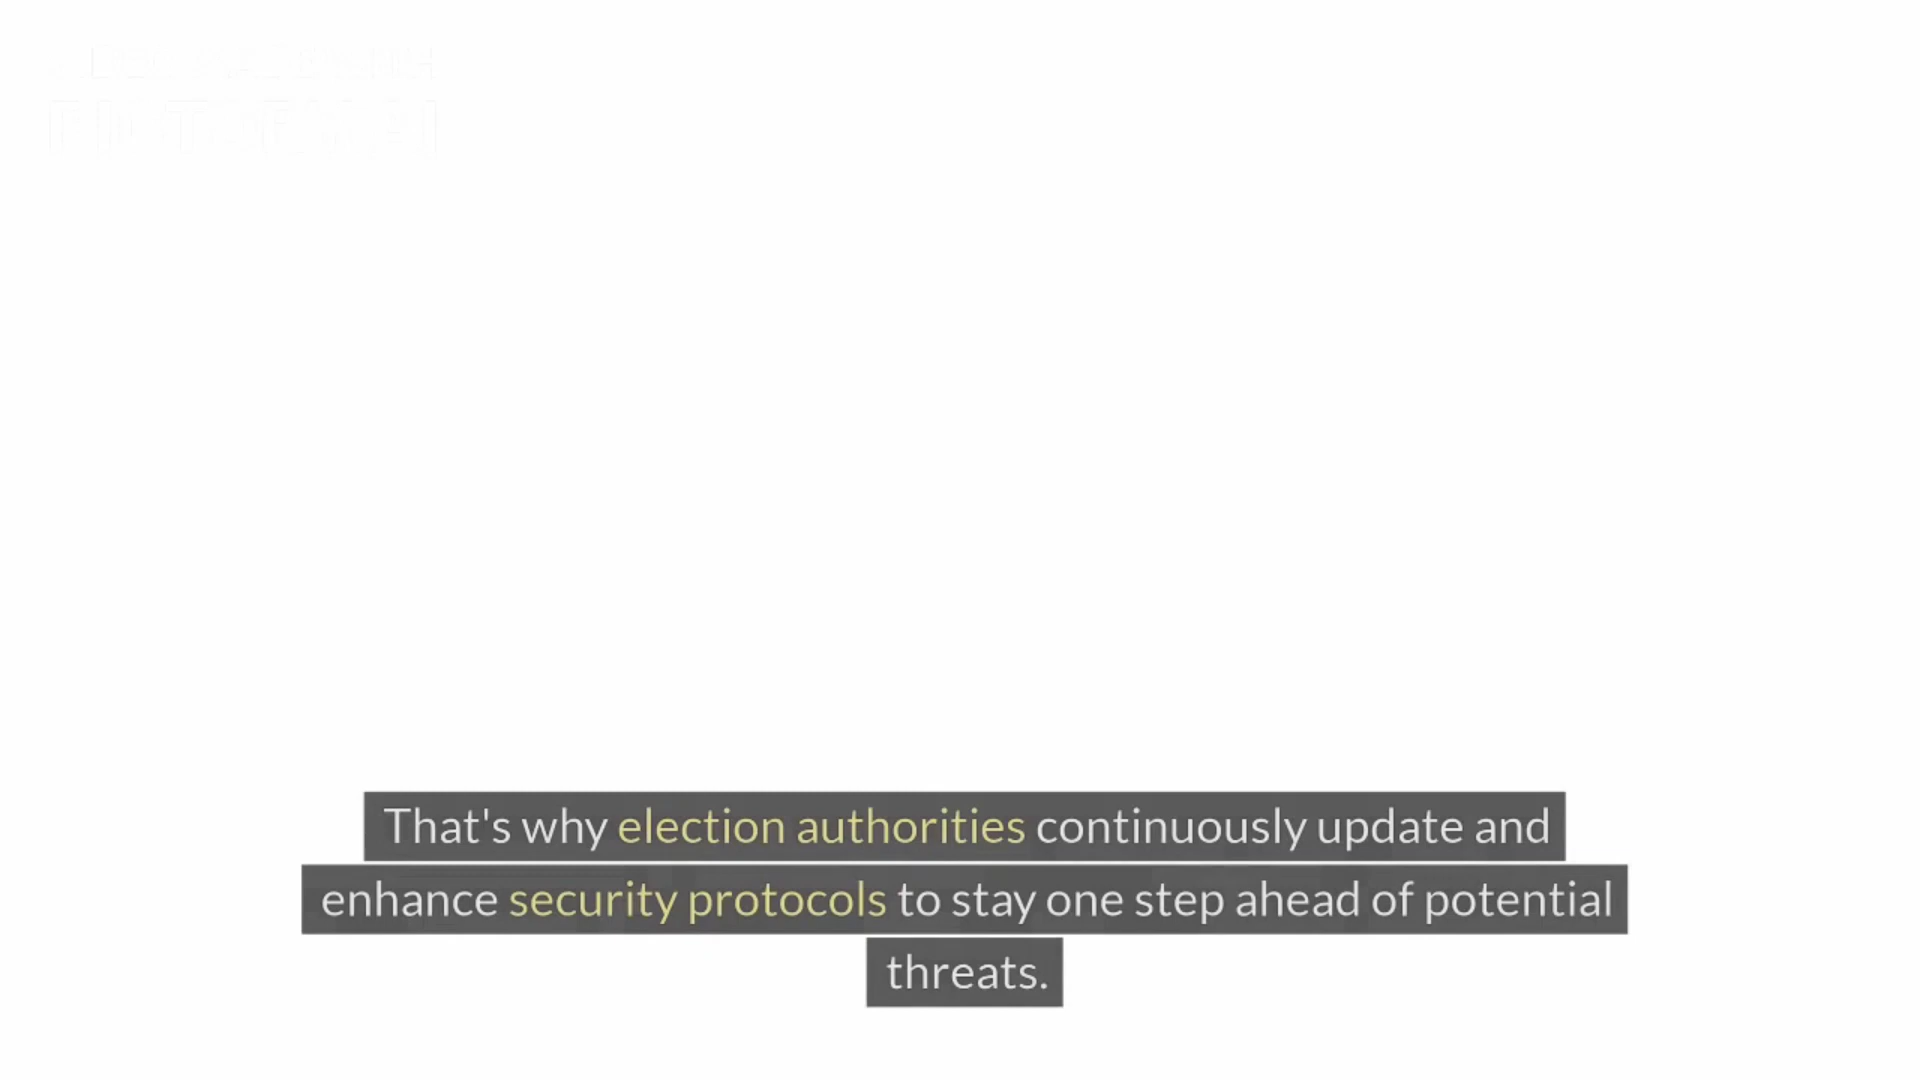 That's why election authorities continuously update and
enhance security protocols to stay one step ahead of potential
threats.